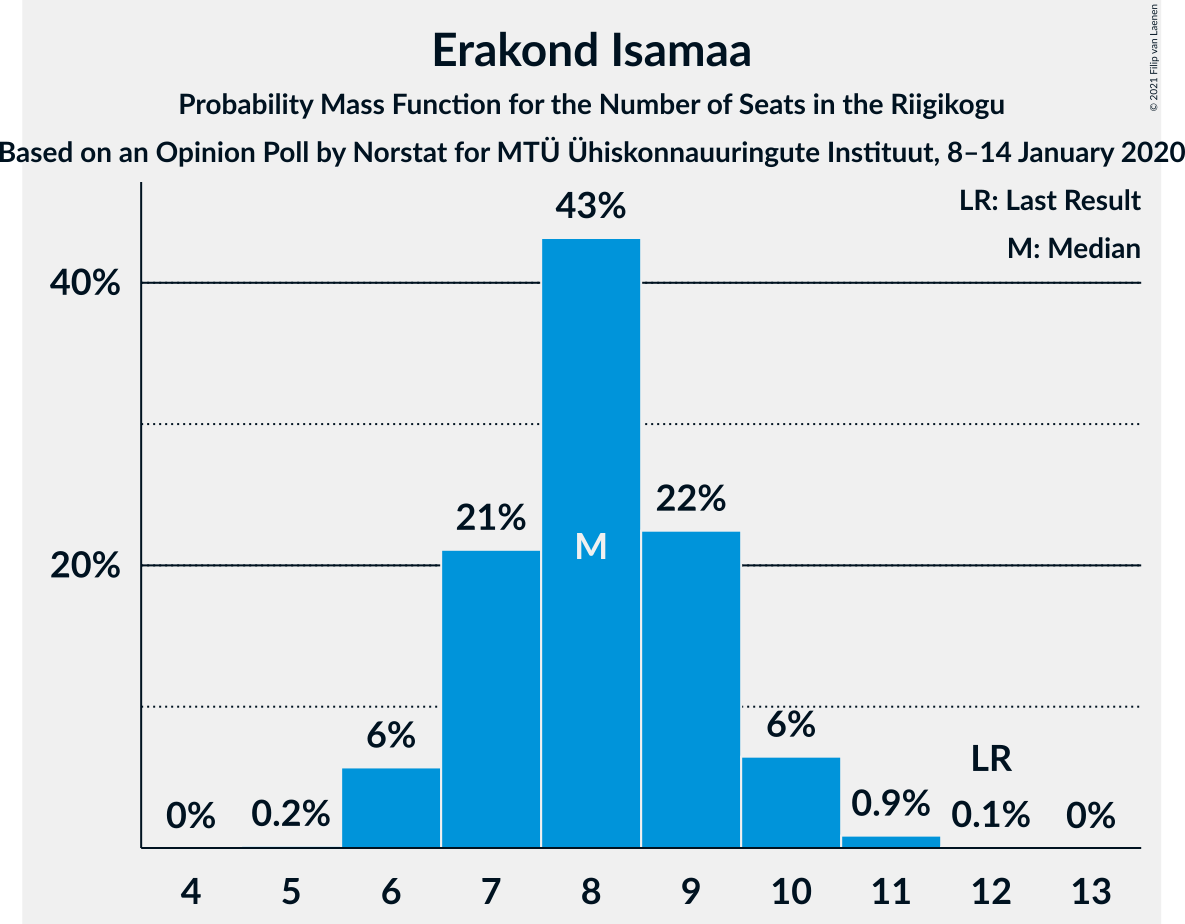 Erakond Isamaa
Probability Mass Function for the Number of Seats in the Riigikogu
Based on an Opinion Poll by Norstat for MTÜ Ühiskonnauuringute Instituut, 8–14 January 2020
© 2021 Filip van Laenen
LR: Last Result
M: Median
43%
40%
22%
21%
M
20%
6%
6%
LR
0% 0.2% 0.9% 0.1% 0%
4 5 6 7 8 9 10 11 12 13